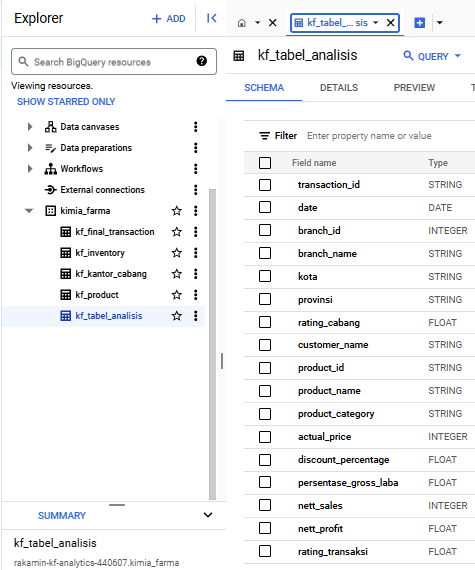 Explorer
+ ADD
kf_tabel_... sis
Search BigQuery resources
Viewing resources.
SHOW STARRED ONLY
Data canvases
Data preparations
Workflows
External connections
kimia_farma
kf_final_transaction
kf_inventory
kf_kantor_cabang
kf_product
kf_tabel_analisis
SUMMARY
kf_tabel_analisis
rakamin-kf-analytics-440607.kimia_farma
kf_tabel_analisis
QUERY
SCHEMA DETAILS PREVIEW T
Filter Enter property name or value
Field name Type
transaction_id STRING
date DATE
branch_id INTEGER
branch_name STRING
kota STRING
provinsi STRING
rating_cabang FLOAT
customer_name STRING
product_id STRING
product_name STRING
product_category STRING
actual_price INTEGER
discount_percentage FLOAT
persentase_gross_laba FLOAT
nett_sales INTEGER
nett_profit FLOAT
rating_transaksi FLOAT